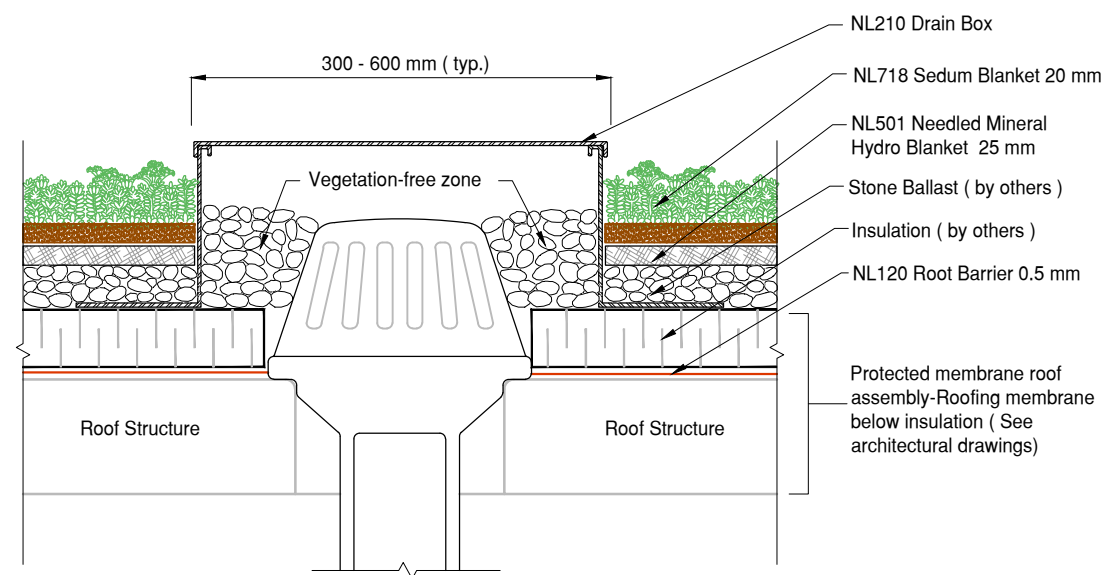 NL210 Drain Box
300 - 600 mm ( typ.)
NL718 Sedum Blanket 20 mm
NL501 Needled Mineral
Hydro Blanket  25 mm
Vegetation-free zone
Stone Ballast ( by others )
Insulation ( by others )
NL120 Root Barrier 0.5 mm
Protected membrane roof
assembly-Roofing membrane
below insulation ( See
architectural drawings)
Roof Structure
Roof Structure